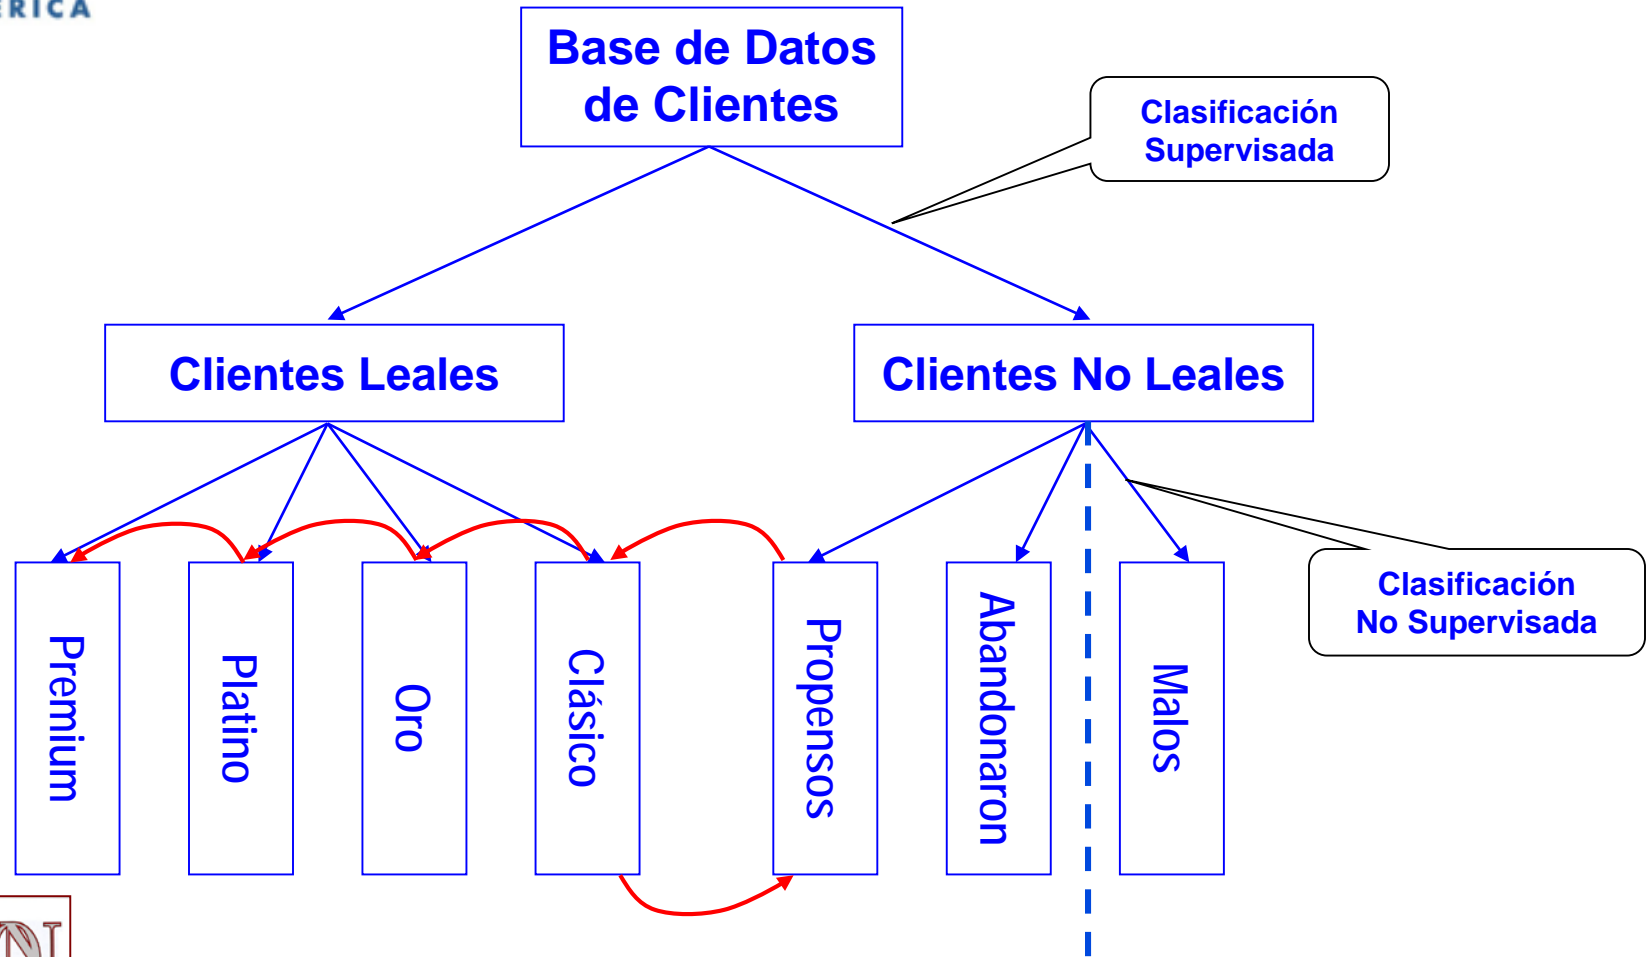 ERICA
Base de Datos
de Clientes
Clasificación
Supervisada
Clientes Leales
Clientes No Leales
Clasificación
No Supervisada
Premium
Platino
Oro
Clásico
Propensos
Abandonaron
Malos